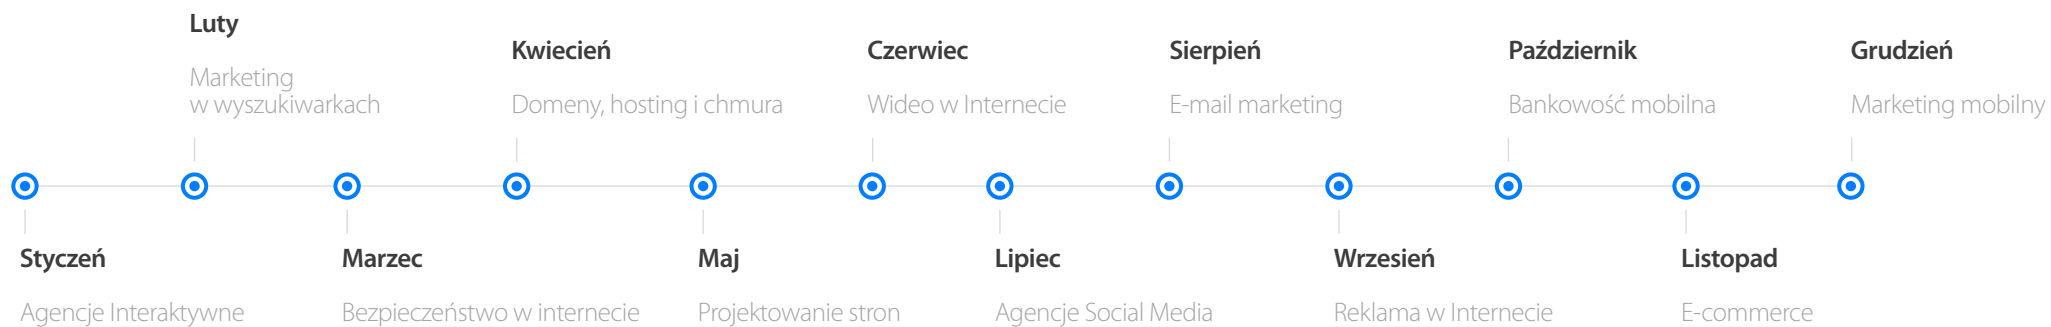 Luty
Marketing
w wyszukiwarkach
Kwiecień
Domeny, hosting i chmura
Czerwiec
Wideo w Internecie
Sierpień
E-mail marketing
Październik
Bankowość mobilna
Grudzień
Marketing mobilny
Styczeń
Agencje Interaktywne
Marzec
Bezpieczeństwo w internecie
Maj
Projektowanie stron
Lipiec
Agencje Social Media
Wrzesień
Reklama w Internecie
Listopad
E-commerce